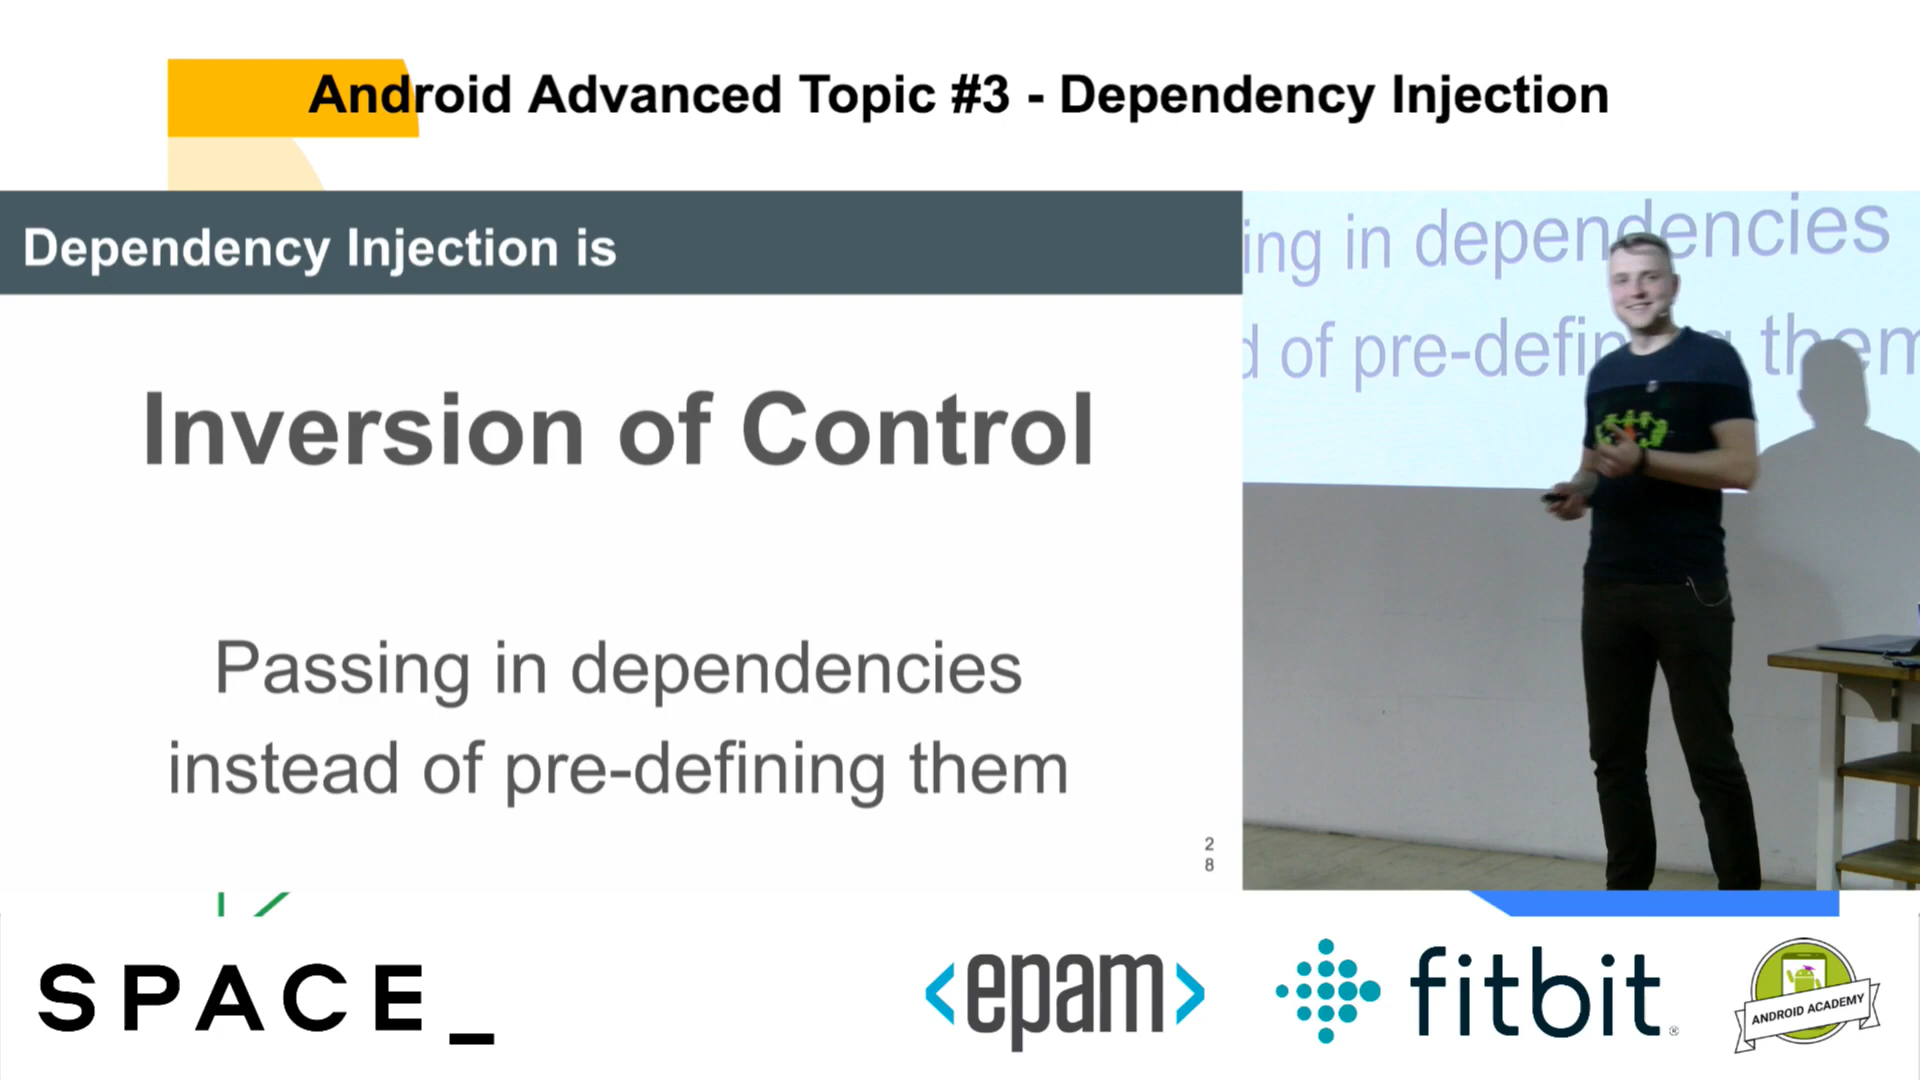 Android Advanced Topic #3 - Dependency Injection
Dependency Injection is
Inversion of Control
Passing in dependencies
instead of pre-defining them
2
8
ing in dependencies
d of pre-defining them
SPACE_
<epam>
fitbit®
ANDROID ACADEMY